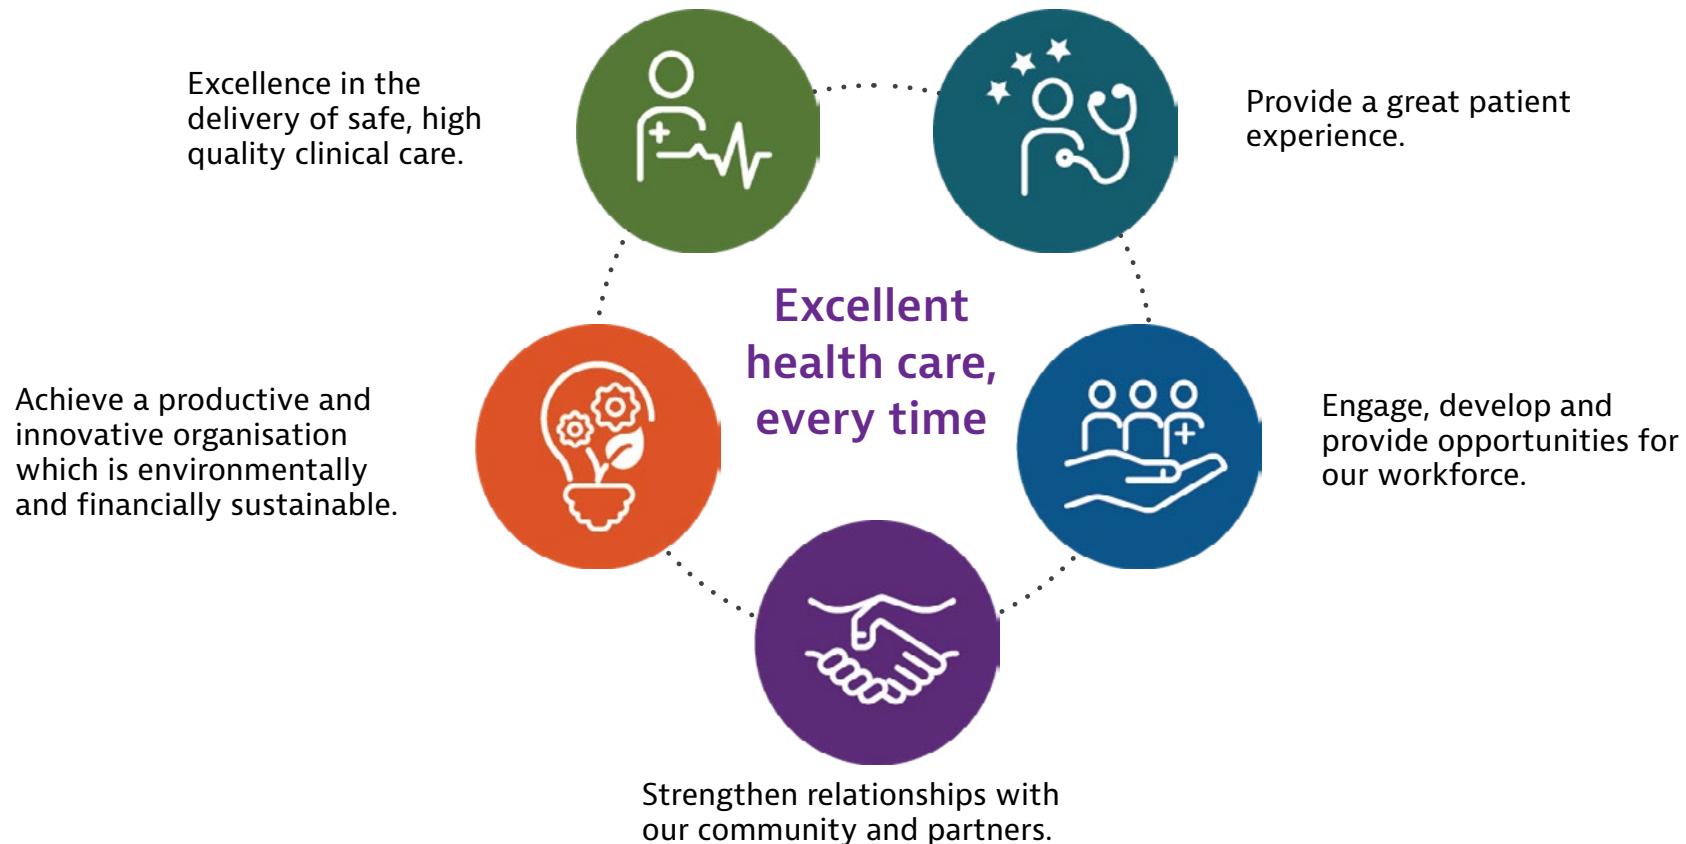 Excellence in the
delivery of safe, high
quality clinical care.
Provide a great patient
experience.
Excellent
health care,
every time
Achieve a productive and
innovative organisation
which is environmentally
and financially sustainable.
Engage, develop and
provide opportunities for
our workforce.
Strengthen relationships with
our community and partners.